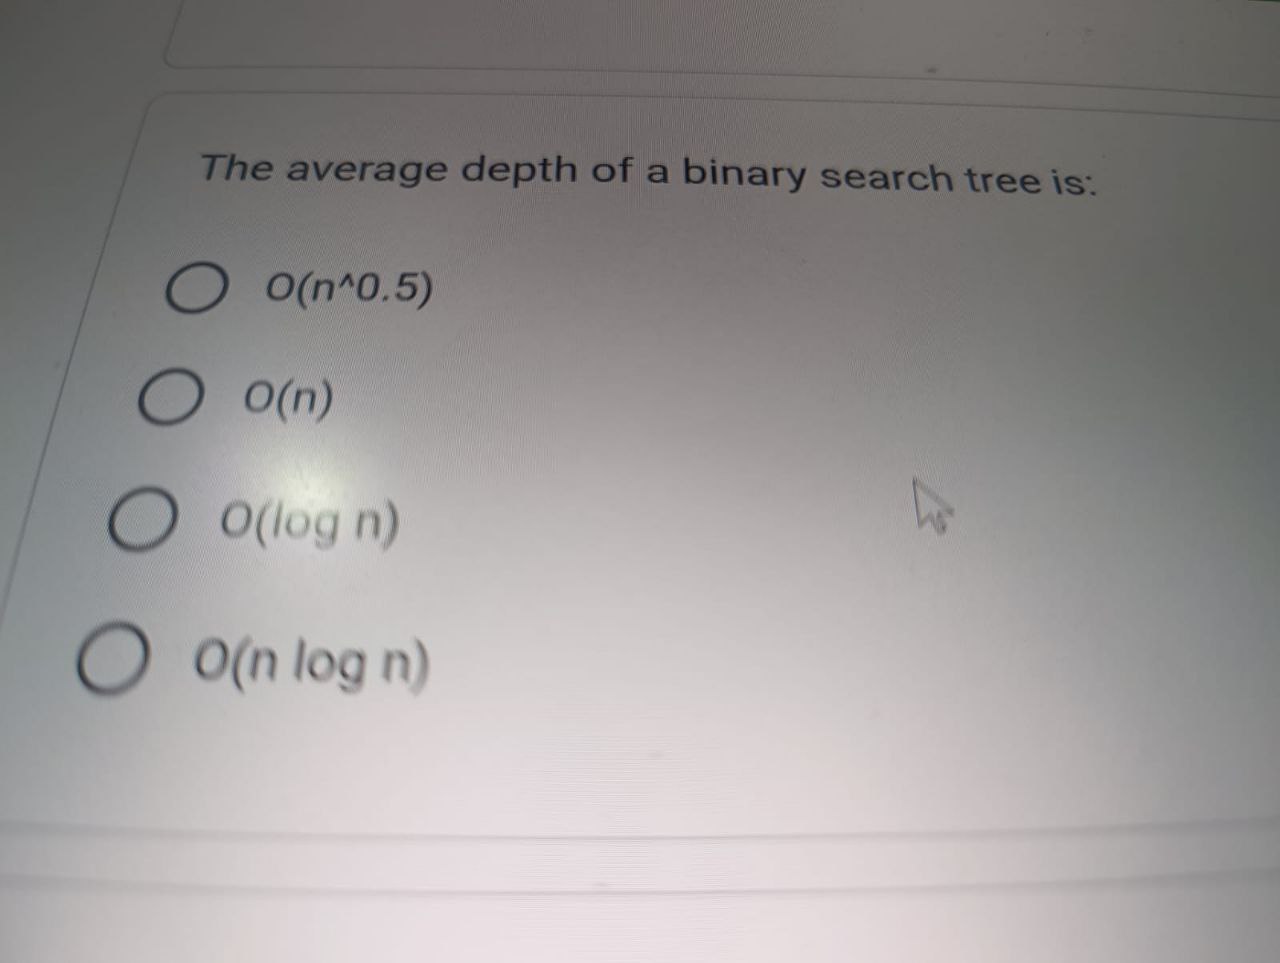 The average depth of a binary search tree is:
O(n^0.5)
O(n)
O(log n)
O(n log n)